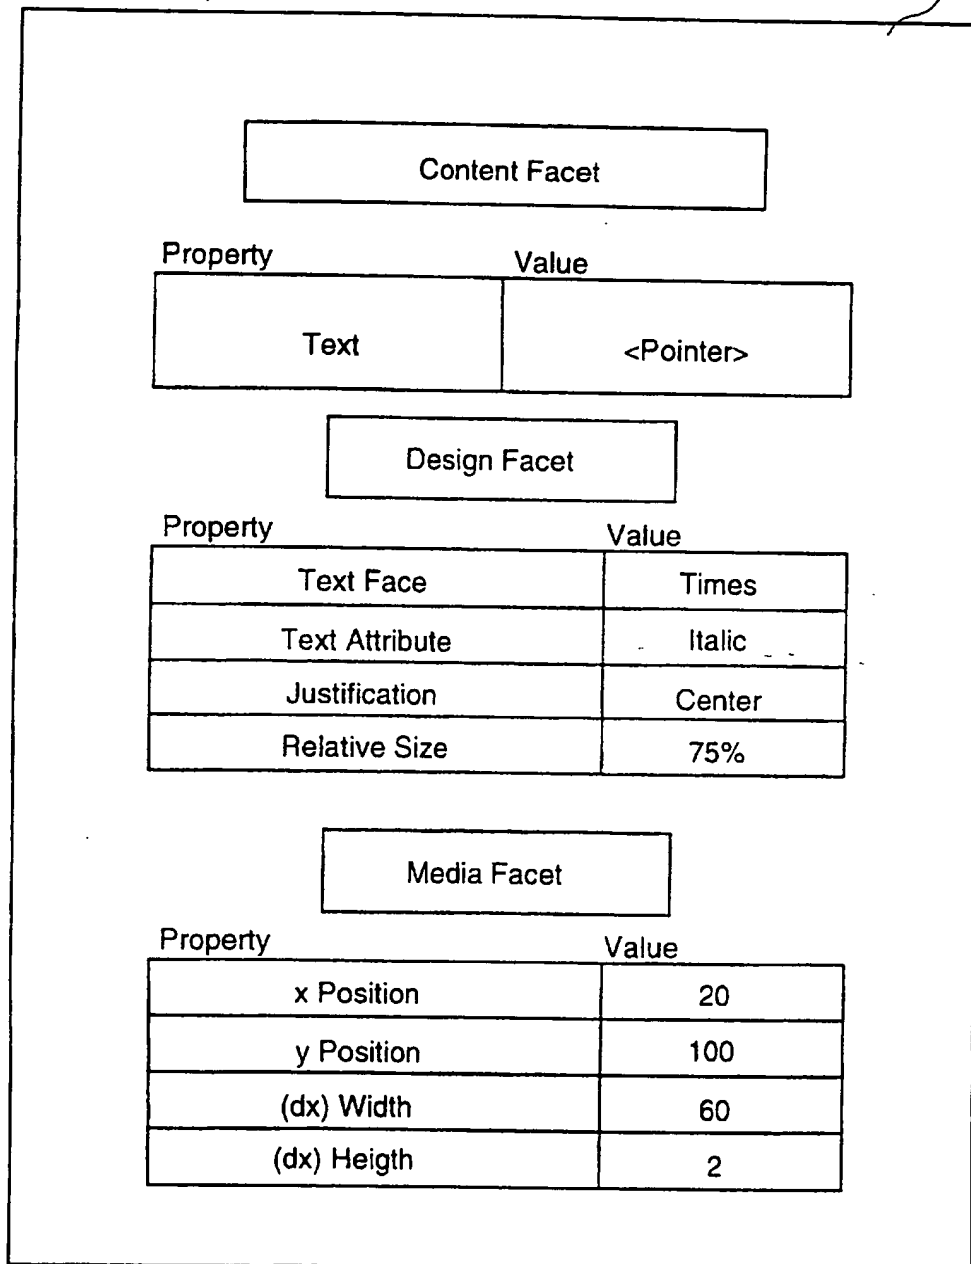 Content Facet
Property Value
Text <Pointer>
Design Facet
Property Value
Text Face Times
Text Attribute Italic
Justification Center
Relative Size 75%
Media Facet
Property Value
x Position 20
y Position 100
(dx) Width 60
(dx) Heigth 2